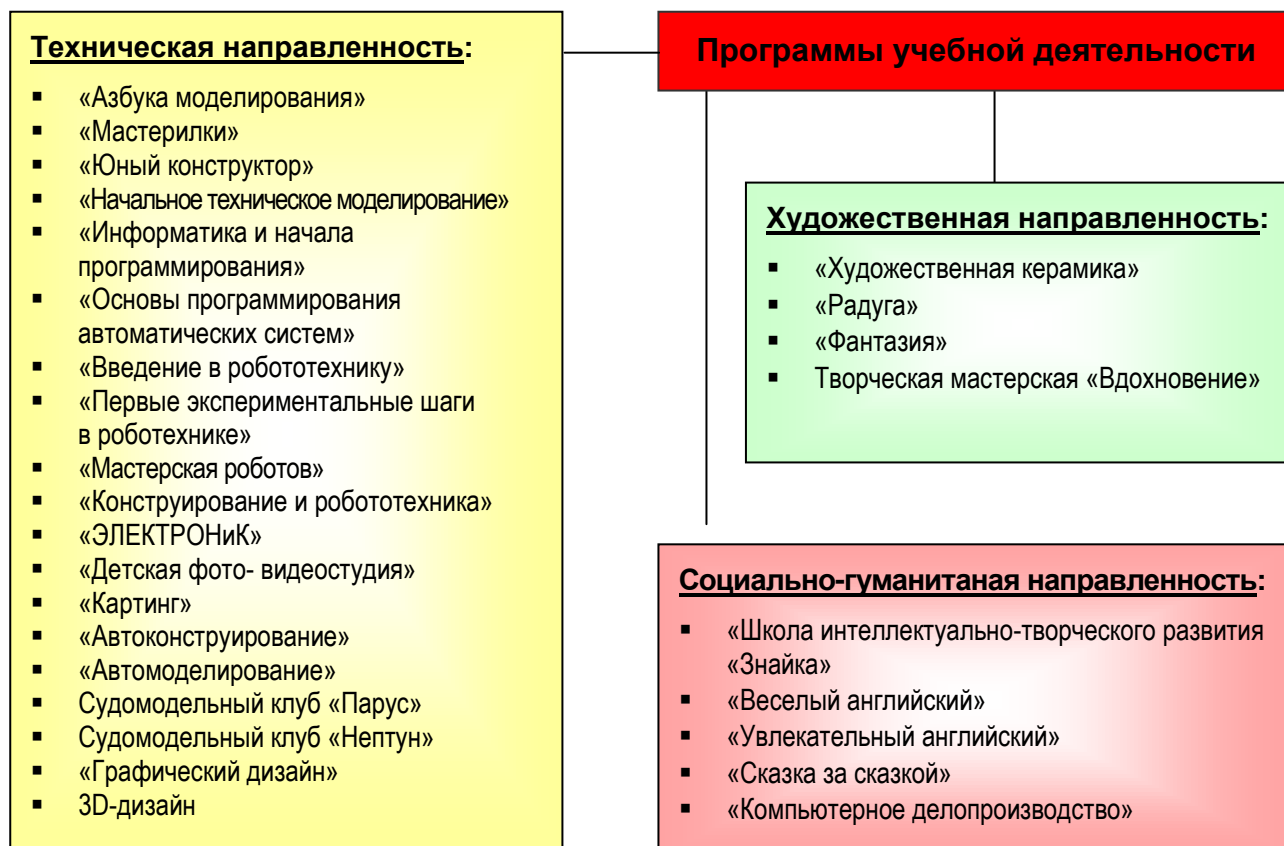 Техническая направленность:
▪ «Азбука моделирования»
▪ «Мастерилки»
▪ «Юный конструктор»
▪ «Начальное техническое моделирование»
▪ «Информатика и начала
программирования»
▪ «Основы программирования
автоматических систем»
▪ «Введение в робототехнику»
▪ «Первые экспериментальные шаги
в роботехнике»
▪ «Мастерская роботов»
▪ «Конструирование и робототехника»
▪ «ЭЛЕКТРОНиК»
▪ «Детская фото- видеостудия»
▪ «Картинг»
▪ «Автоконструирование»
▪ «Автомоделирование»
▪ Судомодельный клуб «Парус»
▪ Судомодельный клуб «Нептун»
▪ «Графический дизайн»
▪ 3D-дизайн
Программы учебной деятельности
Художественная направленность:
▪ «Художественная керамика»
▪ «Радуга»
▪ «Фантазия»
▪ Творческая мастерская «Вдохновение»
Социально-гуманитаная направленность:
▪ «Школа интеллектуально-творческого развития
«Знайка»
▪ «Веселый английский»
▪ «Увлекательный английский»
▪ «Сказка за сказкой»
▪ «Компьютерное делопроизводство»